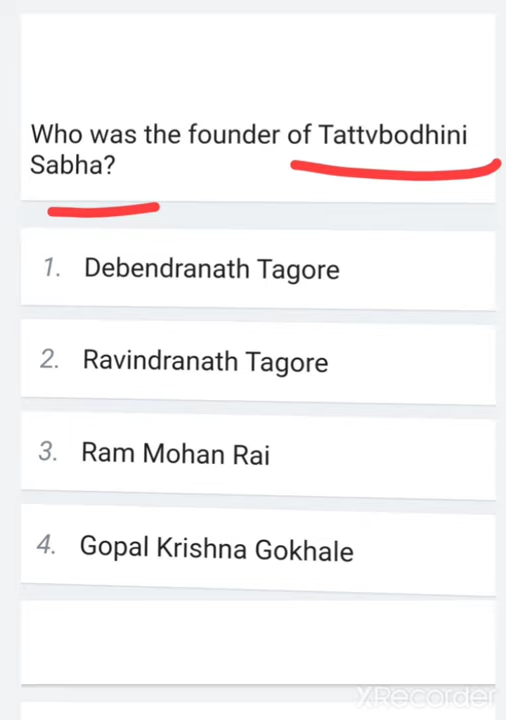 Who was the founder of Tattvbodhini
Sabha?
1. Debendranath Tagore
2. Ravindranath Tagore
3. Ram Mohan Rai
4. Gopal Krishna Gokhale
XRecorder